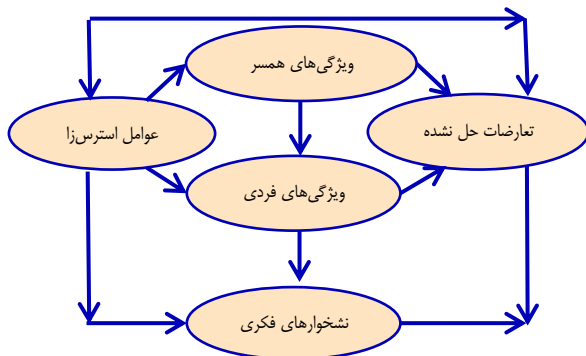 ویژگی‌های همسر
عوامل استرس‌زا
تعارضات حل نشده
ویژگی‌های فردی
نشخوارهای فکری